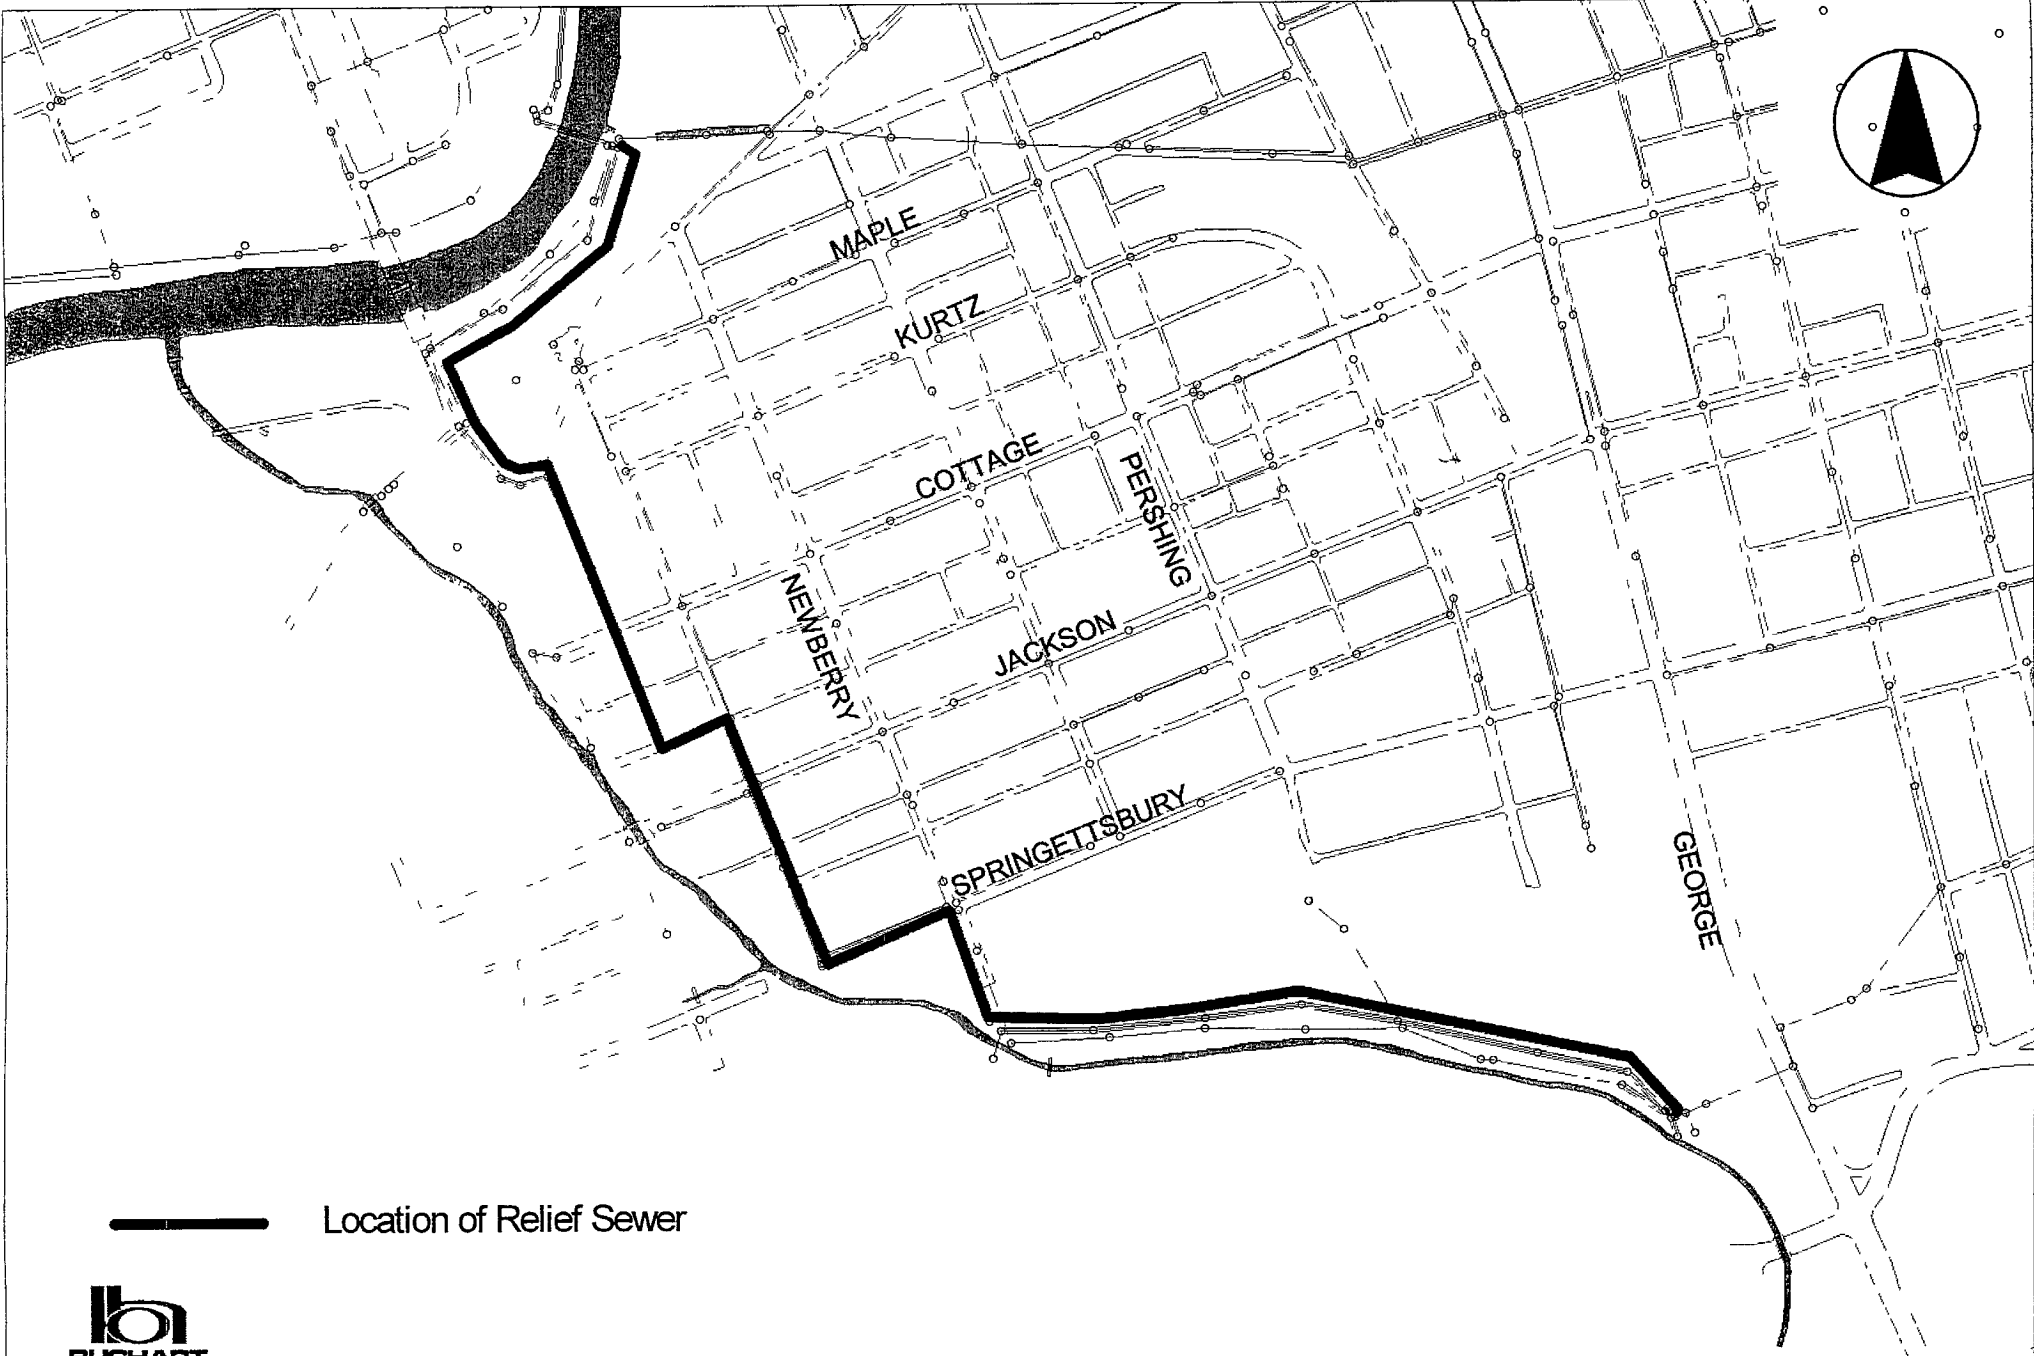 MAPLE
KURTZ
COTTAGE
PERSHING
NEWBERRY
JACKSON
SPRINGETTSBURY
GEORGE
Location of Relief Sewer